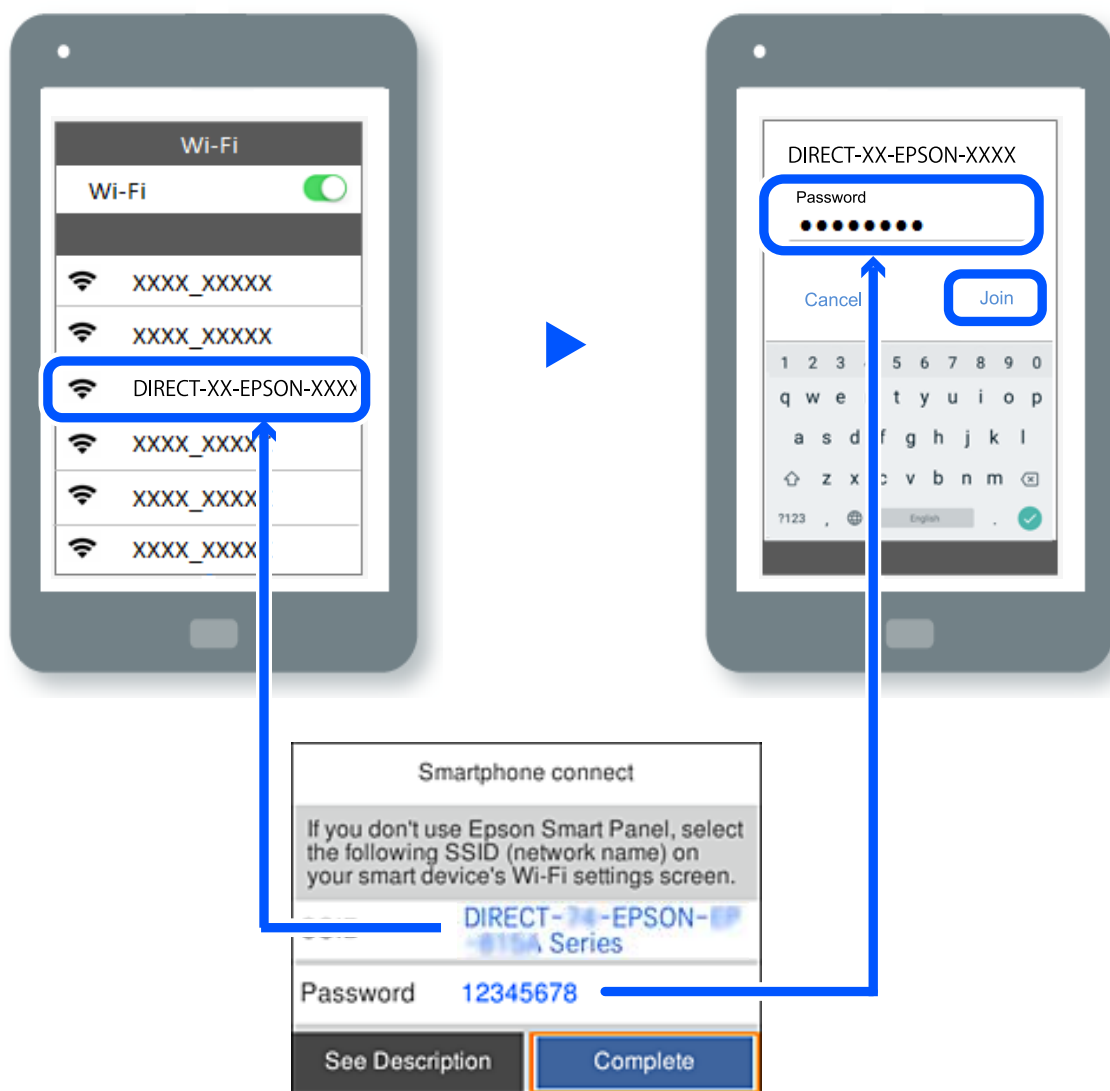 Wi-Fi
Wi-Fi
XXXX_XXXXX
XXXX_XXXXX
DIRECT-XX-EPSON-XXXX
XXXX_XXXX
XXXX_XXXX
XXXX_XXXX
DIRECT-XX-EPSON-XXXX
Password
●●●●●●●●
Cancel
Join
1 2 3 5 6 7 8 9 0
q w e t y u i o p
a s d f g h j k l
z x c v b n m
?123 , English .
Smartphone connect
If you don't use Epson Smart Panel, select
the following SSID (network name) on
your smart device's Wi-Fi settings screen.
DIRECT- -EPSON-
Series
Password 12345678
See Description Complete